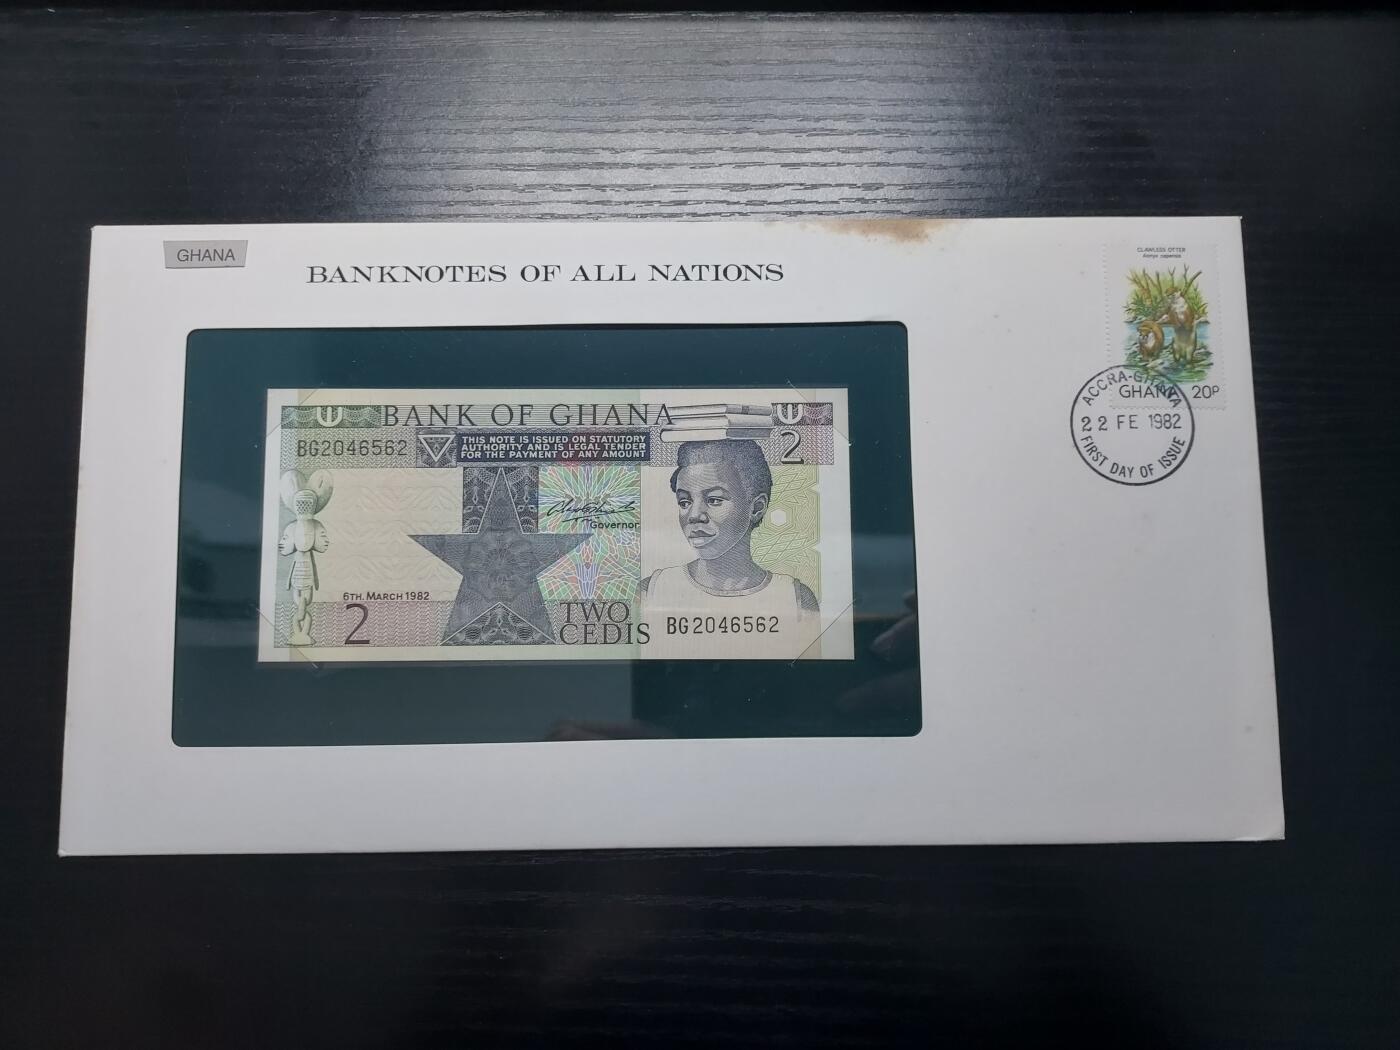 GHANA
BANKNOTES OF ALL NATIONS
CLAWLESS OTTER
Aonyx capensis
GHANA 20P
ACCRA-GHANA
22 FE 1982
FIRST DAY OF ISSUE
BANK OF GHANA
BG2046562
THIS NOTE IS ISSUED ON STATUTORY
AUTHORITY AND IS LEGAL TENDER
FOR THE PAYMENT OF ANY AMOUNT
2
Governor
6TH. MARCH 1982
2
TWO
CEDIS
BG2046562